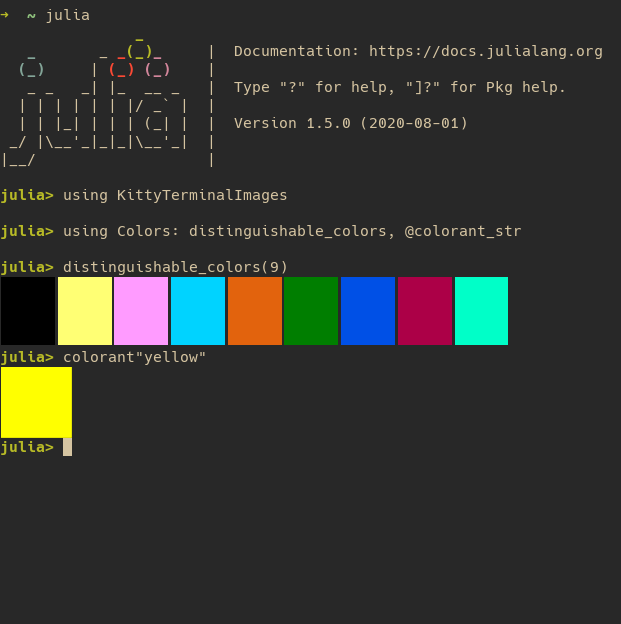 ➜  ~ julia
               _
   _       _ _(_)_     |  Documentation: https://docs.julialang.org
  (_)     | (_) (_)    |
   _ _   _| |_  __ _   |  Type "?" for help, "]?" for Pkg help.
  | | | | | | |/ _` |  |
  | | |_| | | | (_| |  |  Version 1.5.0 (2020-08-01)
 _/ |\__'_|_|_|\__'_|  |
|__/                   |
julia> using KittyTerminalImages
julia> using Colors: distinguishable_colors, @colorant_str
julia> distinguishable_colors(9)
julia> colorant"yellow"
julia>